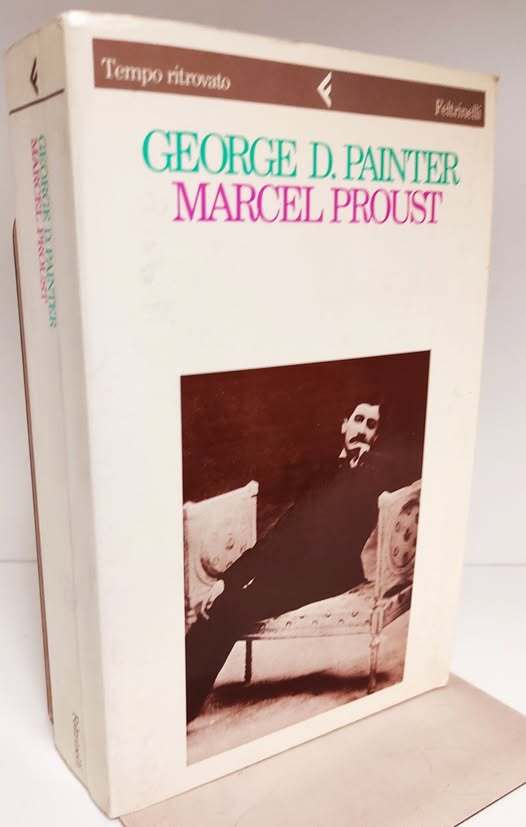 Tempo ritrovato
Feltrinelli
GEORGE D. PAINTER
MARCEL PROUST
GEORGE D. PAINTER
MARCEL PROUST
Feltrinelli